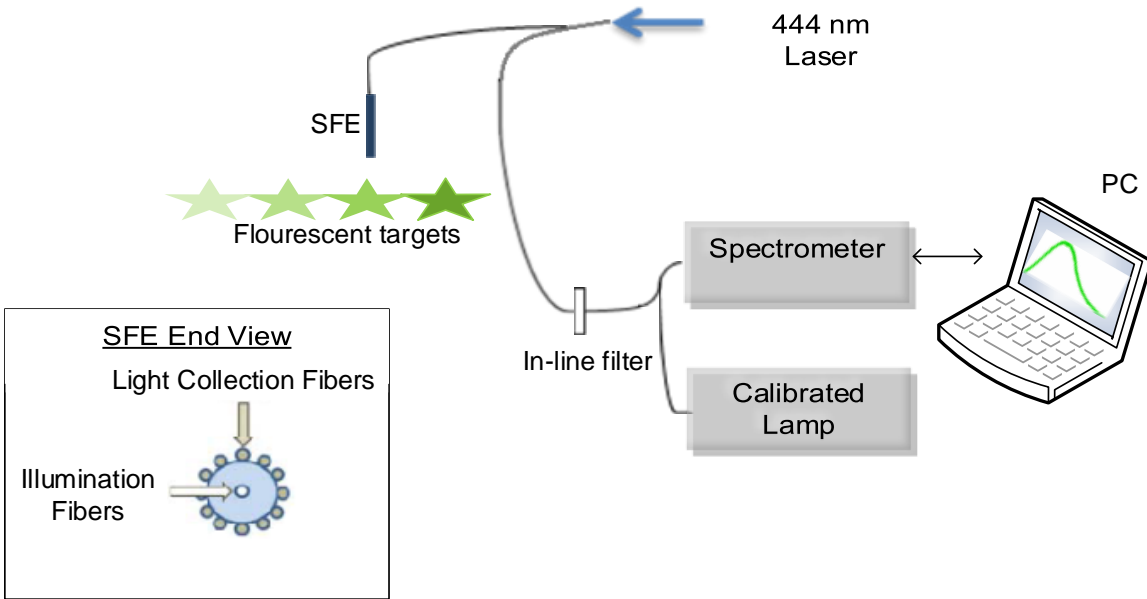 444 nm
Laser
SFE
PC
Flourescent targets
Spectrometer
SFE End View
In-line filter
Light Collection Fibers
Calibrated
Lamp
Illumination
Fibers